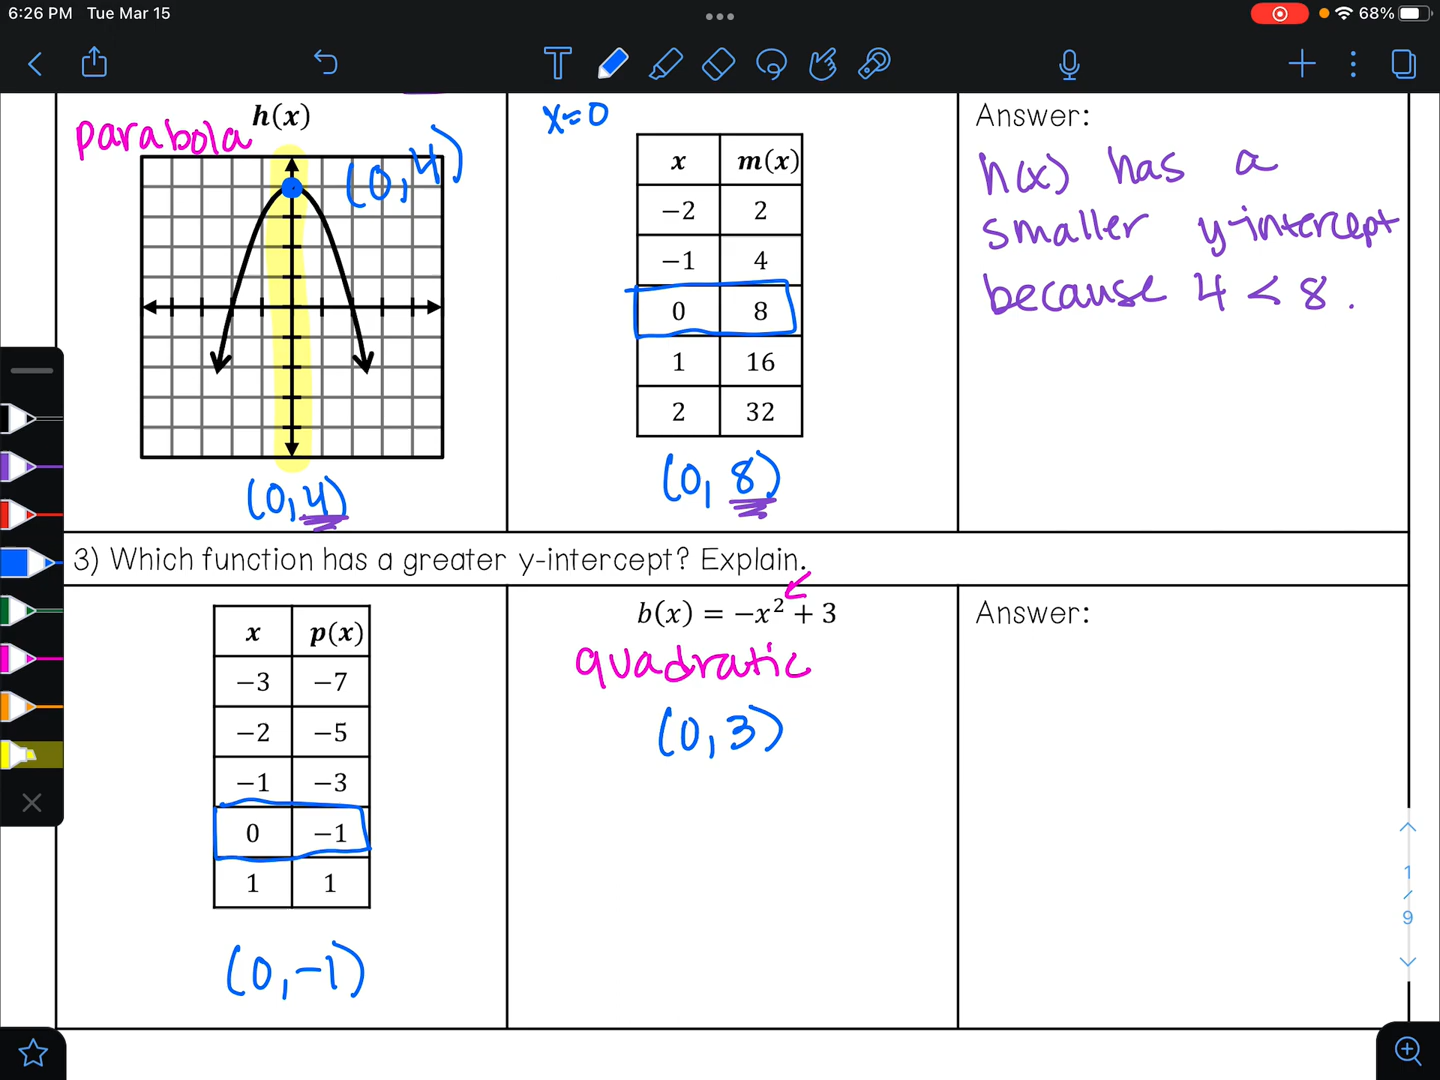 6:26 PM Tue Mar 15
68%
parabola
h(x)
(0,4)
(0,4)
x=0
x m(x)
−2 2
−1 4
0 8
1 16
2 32
(0, 8)
Answer:
h(x) has a
smaller y-intercept
because 4 < 8.
3) Which function has a greater y-intercept? Explain.
x p(x)
−3 −7
−2 −5
−1 −3
0 −1
1 1
(0,-1)
b(x) = −x² + 3
quadratic
(0,3)
Answer:
1
/
9